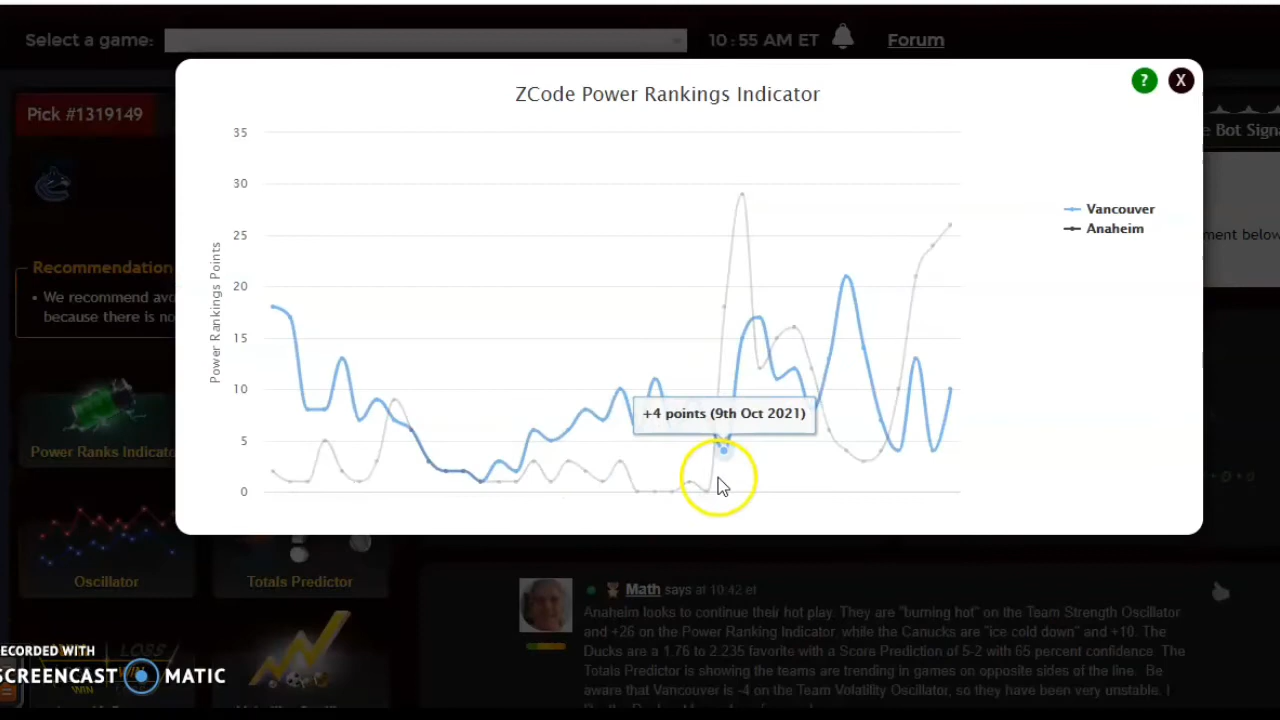 Select a game:
10:55 AM ET
Forum
Pick #1319149
ZCode Power Rankings Indicator
?
X
Bot Signa
35
30
25
20
15
10
5
0
Power Rankings Points
Vancouver
Anaheim
ment below
Recommendation
• We recommend avo
because there is no
+4 points (9th Oct 2021)
Power Ranks Indicato
Oscillator
Totals Predictor
Math says at 10:42 et
Anaheim looks to continue their hot play. They are "burning hot" on the Team Strength Oscillator
and +26 on the Power Ranking Indicator, while the Canucks are "ice cold down" and +10. The
Ducks are a 1.76 to 2.235 favorite with a Score Prediction of 5-2 with 65 percent confidence. The
Totals Predictor is showing the teams are trending in games on opposite sides of the line. Be
aware that Vancouver is -4 on the Team Volatility Oscillator, so they have been very unstable. I
RECORDED WITH
SCREENCAST MATIC
LOSS
WIN